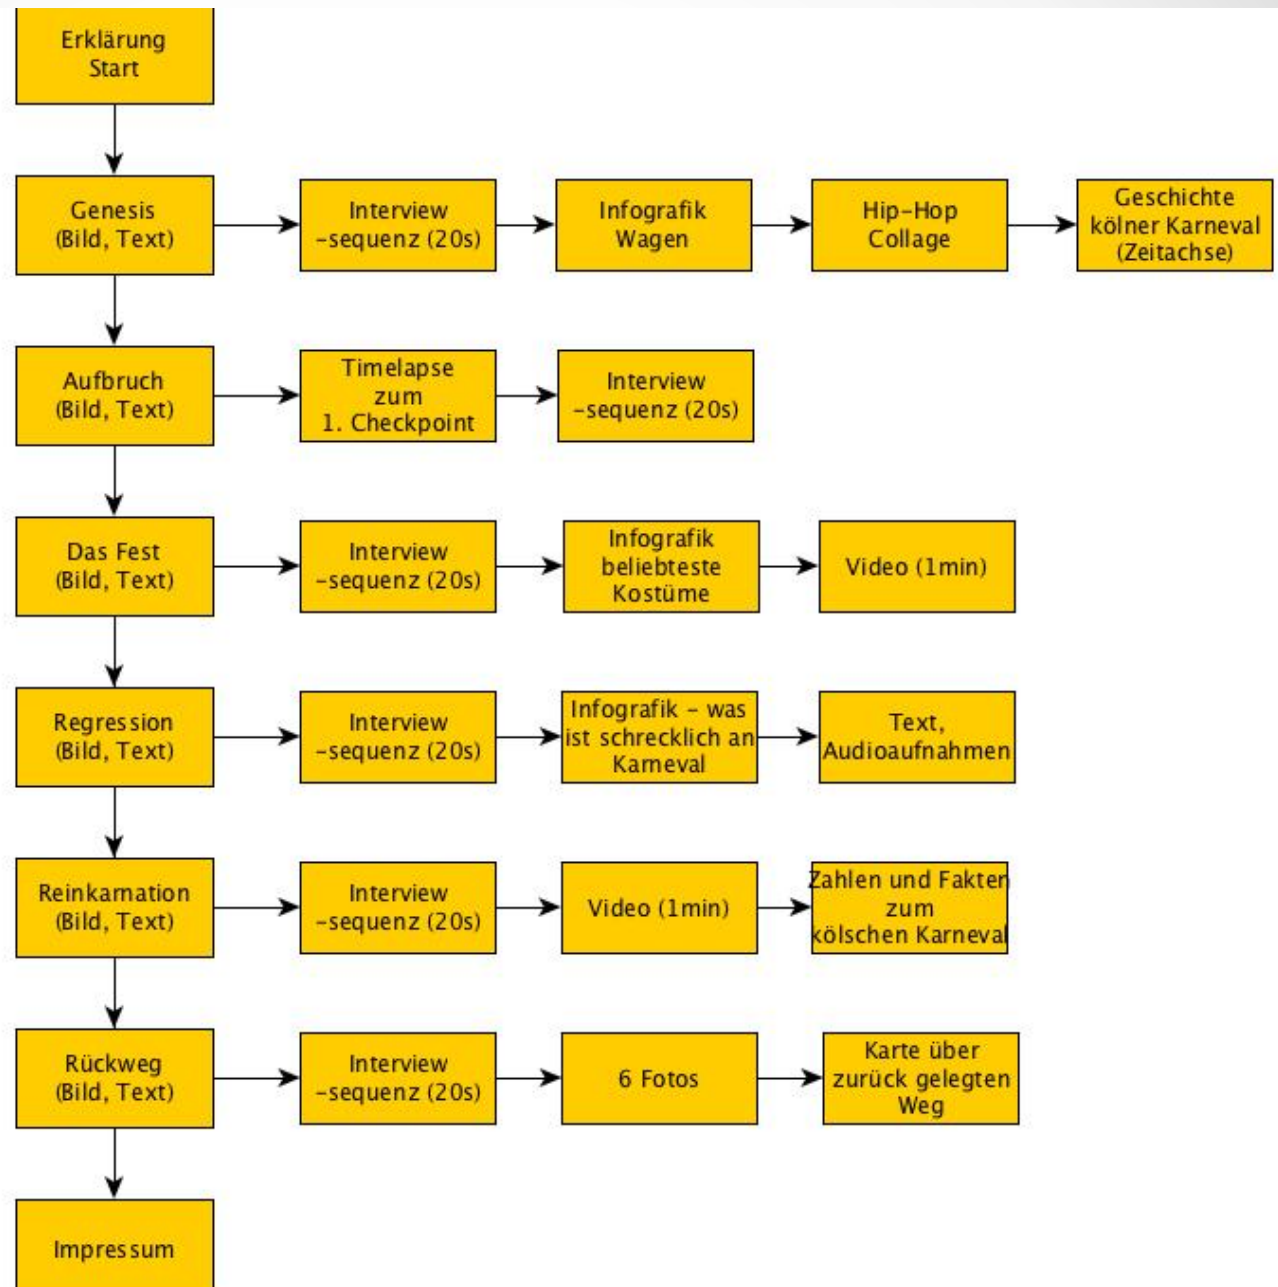 Erklärung
Start
Genesis
(Bild, Text)
Interview
-sequenz (20s)
Infografik
Wagen
Hip-Hop
Collage
Geschichte
kölner Karneval
(Zeitachse)
Aufbruch
(Bild, Text)
Timelapse
zum
1. Checkpoint
Interview
-sequenz (20s)
Das Fest
(Bild, Text)
Interview
-sequenz (20s)
Infografik
beliebteste
Kostüme
Video (1min)
Regression
(Bild, Text)
Interview
-sequenz (20s)
Infografik - was
ist schrecklich an
Karneval
Text,
Audioaufnahmen
Reinkarnation
(Bild, Text)
Interview
-sequenz (20s)
Video (1min)
Zahlen und Fakten
zum
kölschen Karneval
Rückweg
(Bild, Text)
Interview
-sequenz (20s)
6 Fotos
Karte über
zurück gelegten
Weg
Impressum